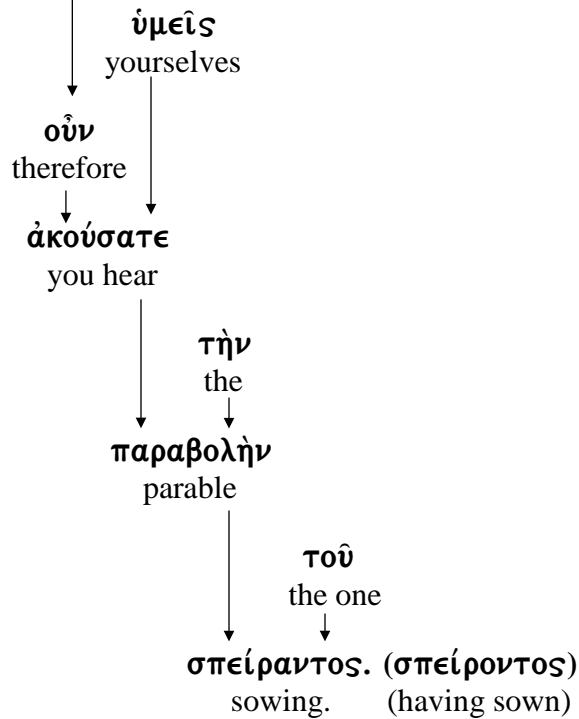 ὑμεῖς
yourselves
οὖν
therefore
ἀκούσατε
you hear
τὴν
the
παραβολὴν
parable
τοῦ
the one
σπείραντος. (σπείροντος)
sowing. (having sown)